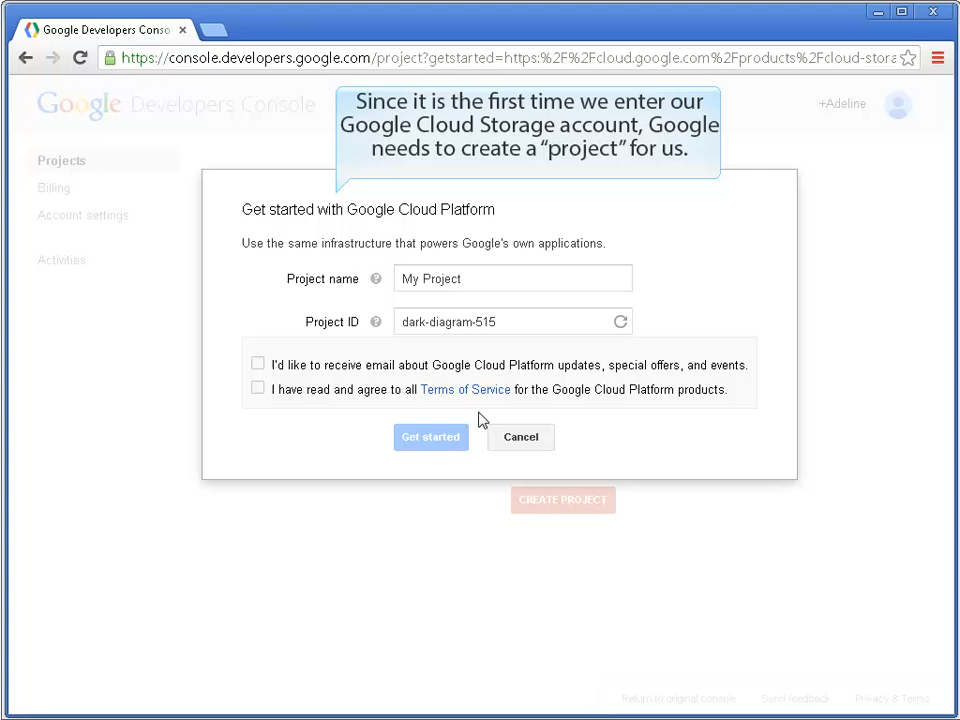 Google Developers Conso
https://console.developers.google.com/project?getstarted=https:%2F%2Fcloud.google.com%2Fproducts%2Fcloud-stora
Google Developers Console
+Adeline
Since it is the first time we enter our
Google Cloud Storage account, Google
needs to create a “project” for us.
Projects
Billing
Account settings
Activities
Get started with Google Cloud Platform
Use the same infrastructure that powers Google's own applications.
Project name ? My Project
Project ID ? dark-diagram-515
I'd like to receive email about Google Cloud Platform updates, special offers, and events.
I have read and agree to all Terms of Service for the Google Cloud Platform products.
Get started Cancel
CREATE PROJECT
Return to original console Send feedback Privacy & Terms